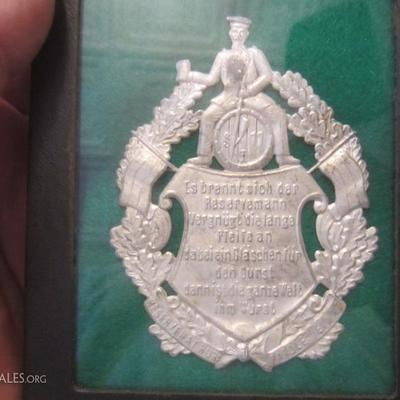 Es brennt sich der
Reservemann
Vergnügt die lange
Pfeife an
dabei ein Gläschen für
den Durst
dann ist die ganze Welt
ihm Wurst
ALES.ORG